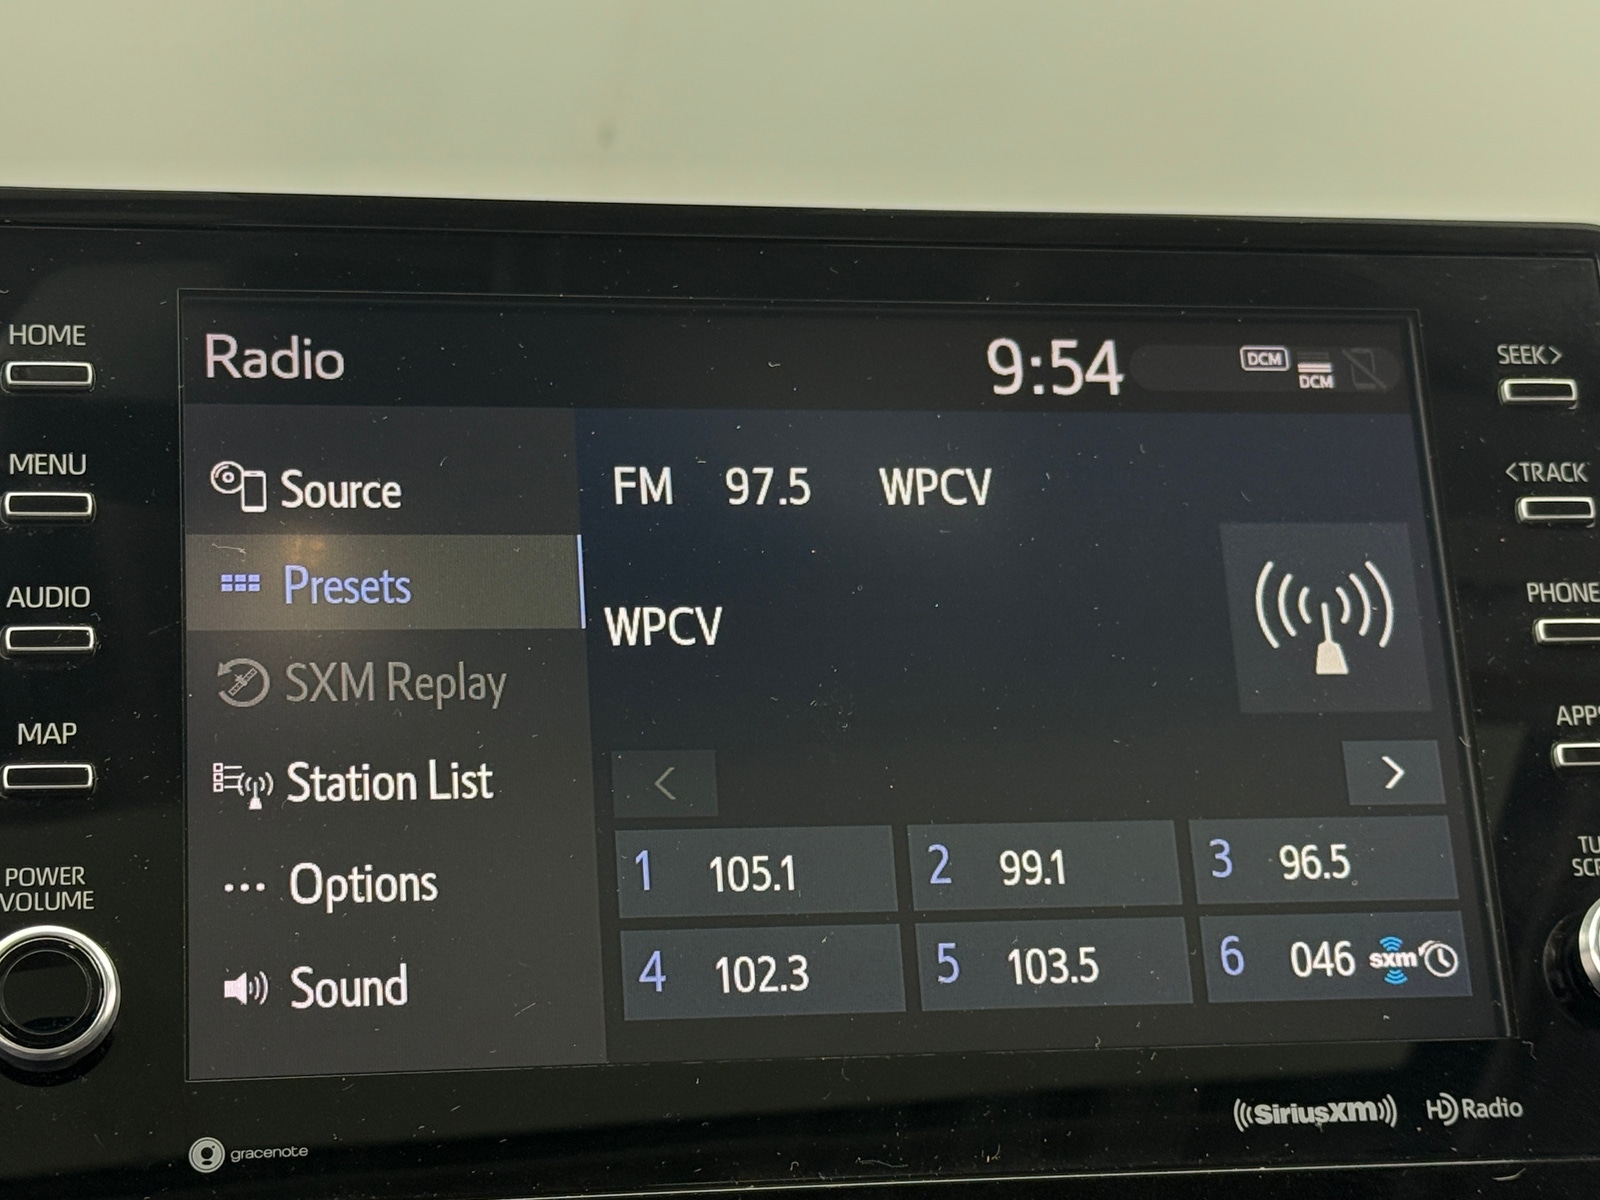 HOME
MENU
AUDIO
MAP
POWER
VOLUME
Radio
9:54
DCM
DCM
Source
Presets
SXM Replay
Station List
Options
Sound
FM 97.5 WPCV
WPCV
<
>
1 105.1
2 99.1
3 96.5
4 102.3
5 103.5
6 046 sxm
SEEK>
<TRACK
PHONE
gracenote
SiriusXM
HD Radio